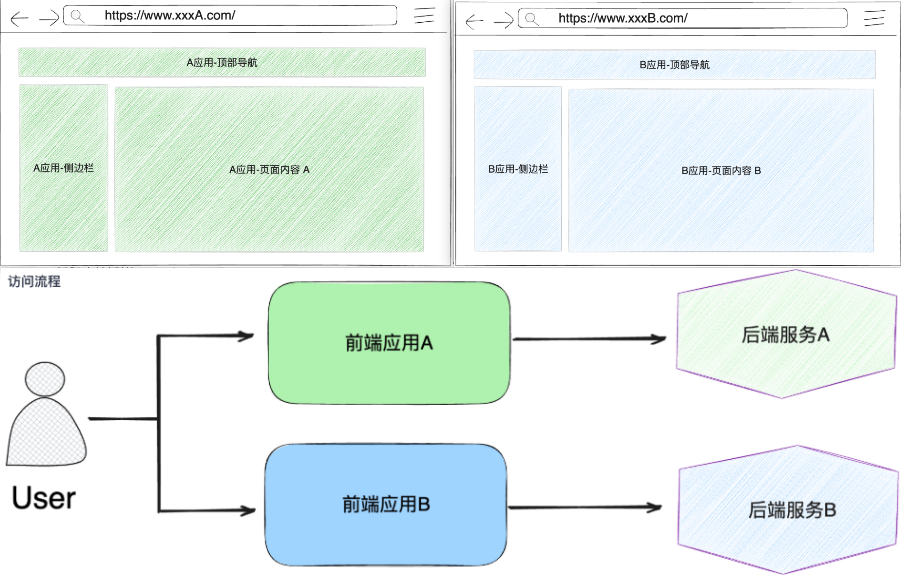 https://www.xxxA.com/
https://www.xxxB.com/
A应用-顶部导航
B应用-顶部导航
A应用-侧边栏
A应用-页面内容 A
B应用-侧边栏
B应用-页面内容 B
访问流程
前端应用A
后端服务A
User
前端应用B
后端服务B